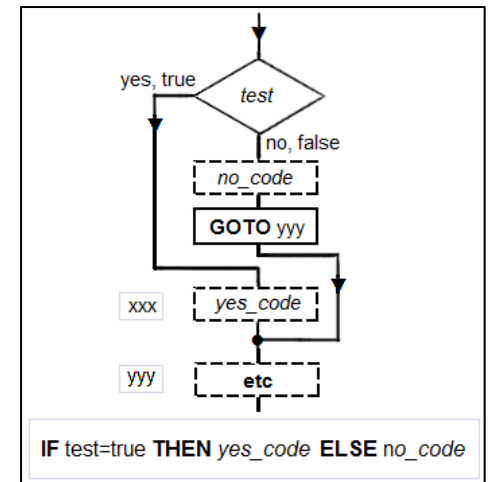 yes, true
test
no, false
no_code
GOTO yyy
xxx
yes_code
yyy
etc
IF test=true THEN yes_code ELSE no_code